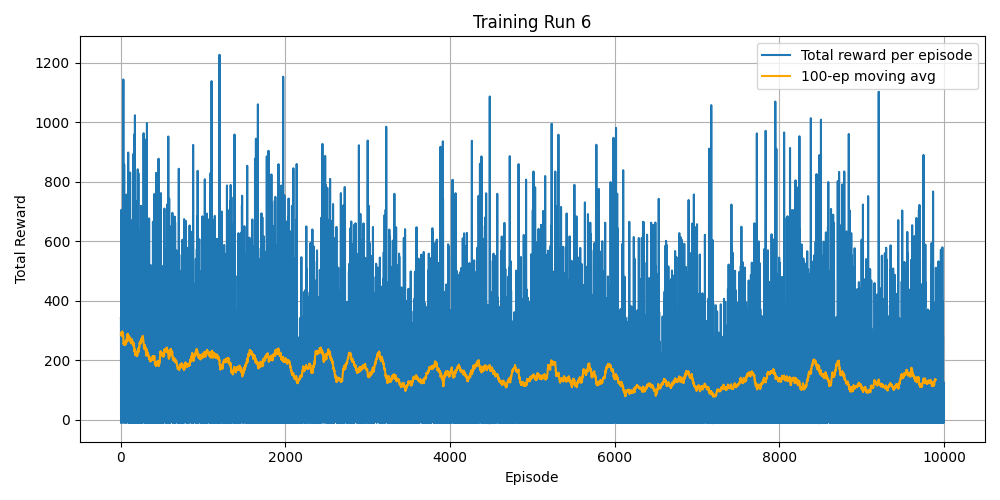 Training Run 6
Total Reward
1200
1000
800
600
400
200
0
0 2000 4000 6000 8000 10000
Episode
Total reward per episode
100-ep moving avg